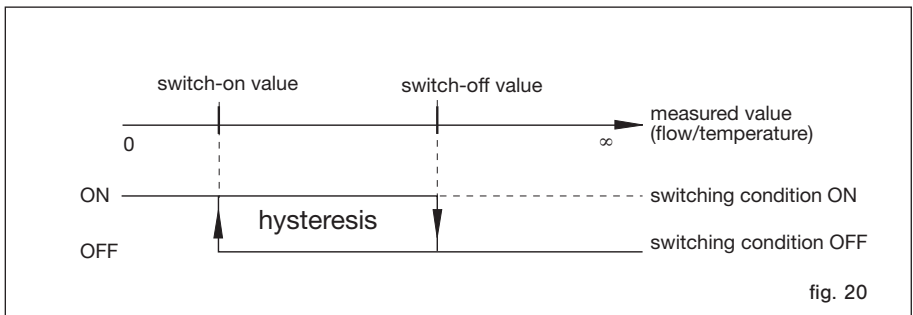 switch-on value
switch-off value
measured value
(flow/temperature)
0
∞
ON
switching condition ON
hysteresis
OFF
switching condition OFF
fig. 20